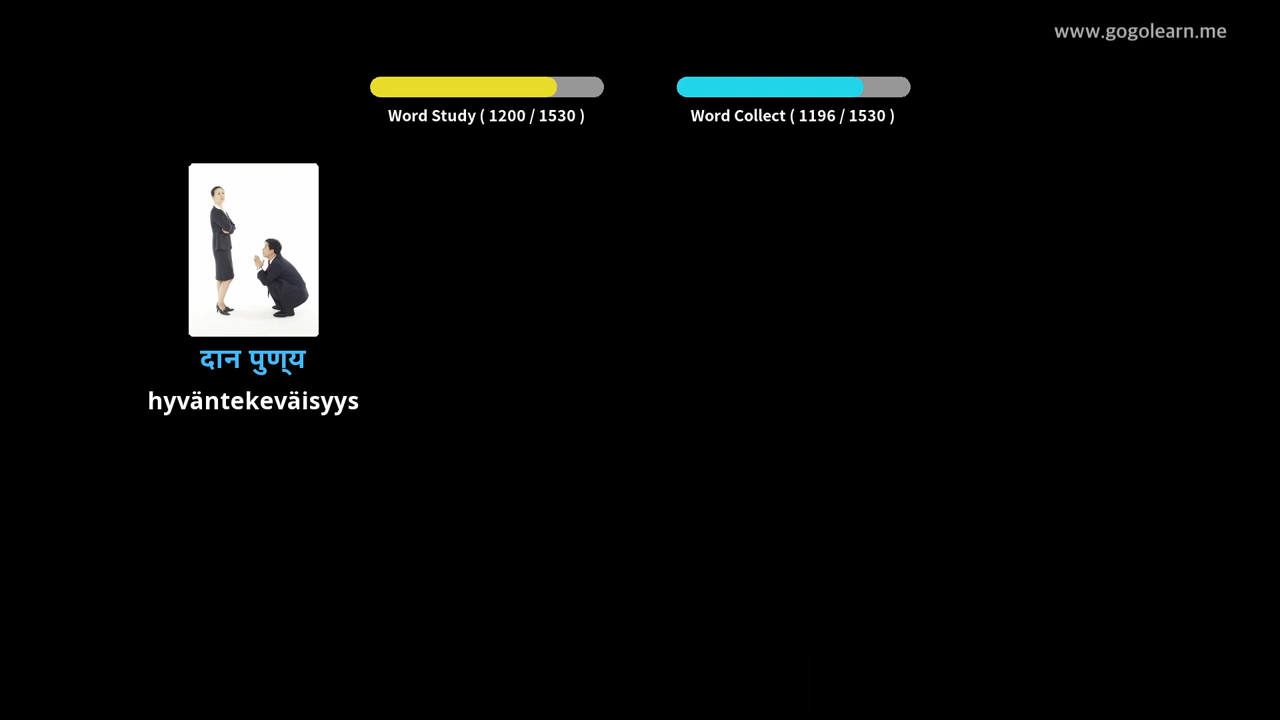 www.gogolearn.me
Word Study ( 1200 / 1530 )
Word Collect ( 1196 / 1530 )
दान पुण्य
hyväntekeväisyys